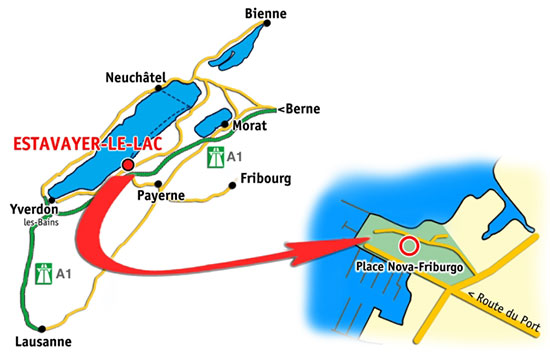 Bienne
Neuchâtel
<Berne
Morat
ESTAVAYER-LE-LAC
A1
Payerne
Fribourg
Yverdon
les-Bains
A1
Lausanne
Place Nova-Friburgo
< Route du Port